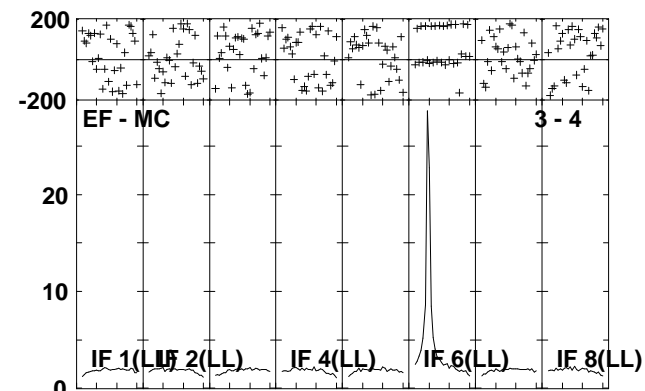 200
-200
EF - MC 3 - 4
20
10
IF 1(LL) IF 2(LL) IF 4(LL) IF 6(LL) IF 8(LL)
0